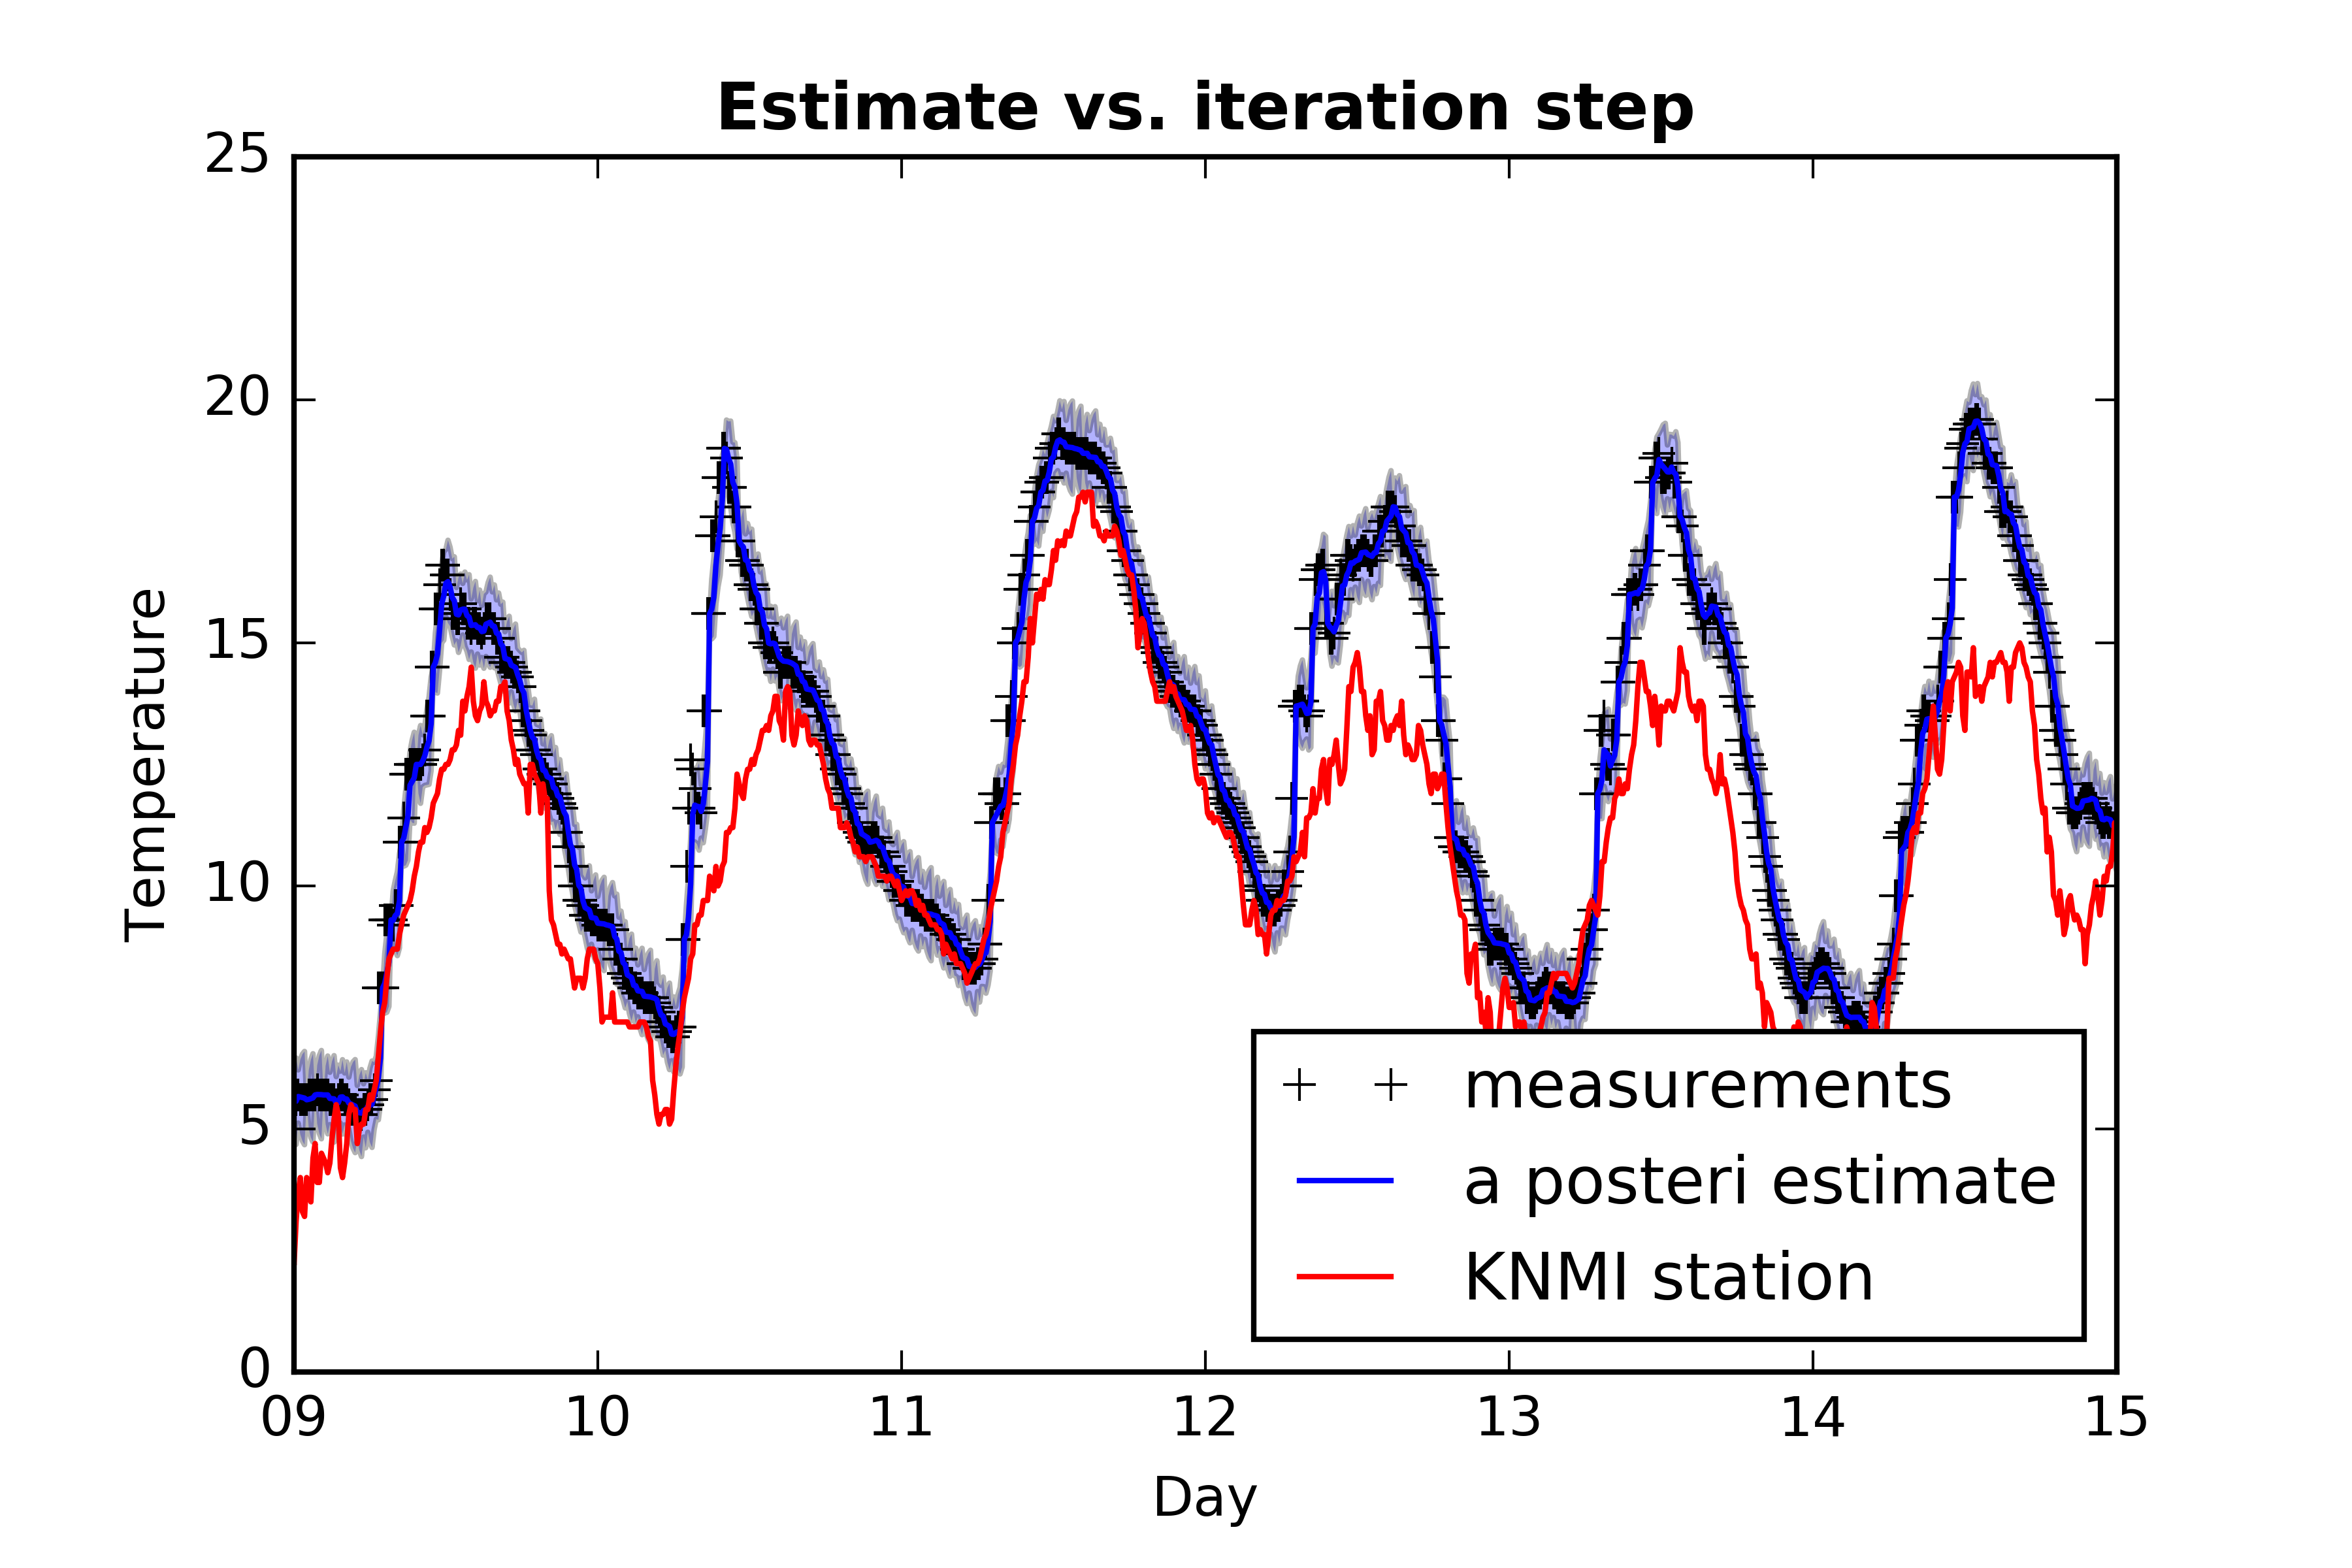 Estimate vs. iteration step
25
20
15
10
5
0
Temperature
09 10 11 12 13 14 15
Day
measurements
a posteri estimate
KNMI station